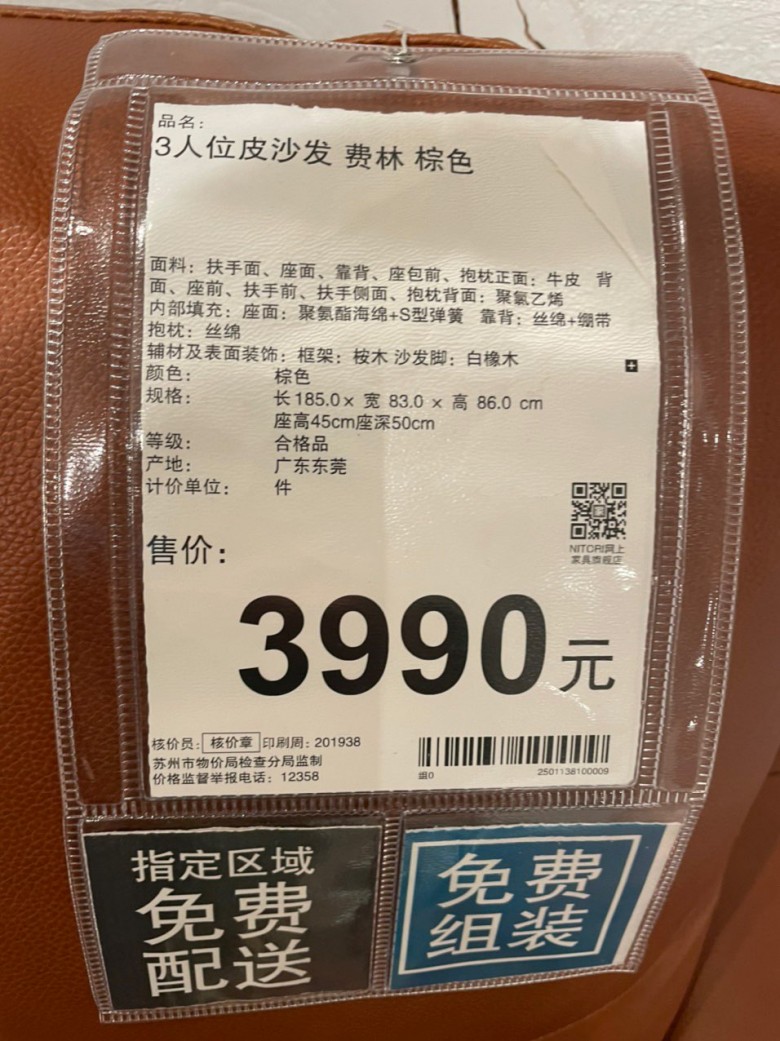 品名：
3人位皮沙发 费林 棕色
面料：扶手面、座面、靠背、座包前、抱枕正面：牛皮 背
面、座前、扶手前、扶手侧面、抱枕背面：聚氯乙烯
内部填充：座面：聚氨酯海绵+S型弹簧 靠背：丝绵+绷带
抱枕：丝绵
辅材及表面装饰：框架：桉木 沙发脚：白橡木
颜色： 棕色
规格： 长185.0× 宽 83.0 × 高 86.0 cm
座高45cm座深50cm
等级： 合格品
产地： 广东东莞
计价单位： 件
NITORI网上
家具旗舰店
售价：
3990元
核价员：核价章 印刷周：201938
苏州市物价局检查分局监制
价格监督举报电话：12358
组0 2501138100009
指定区域
免费
配送
免费
组装